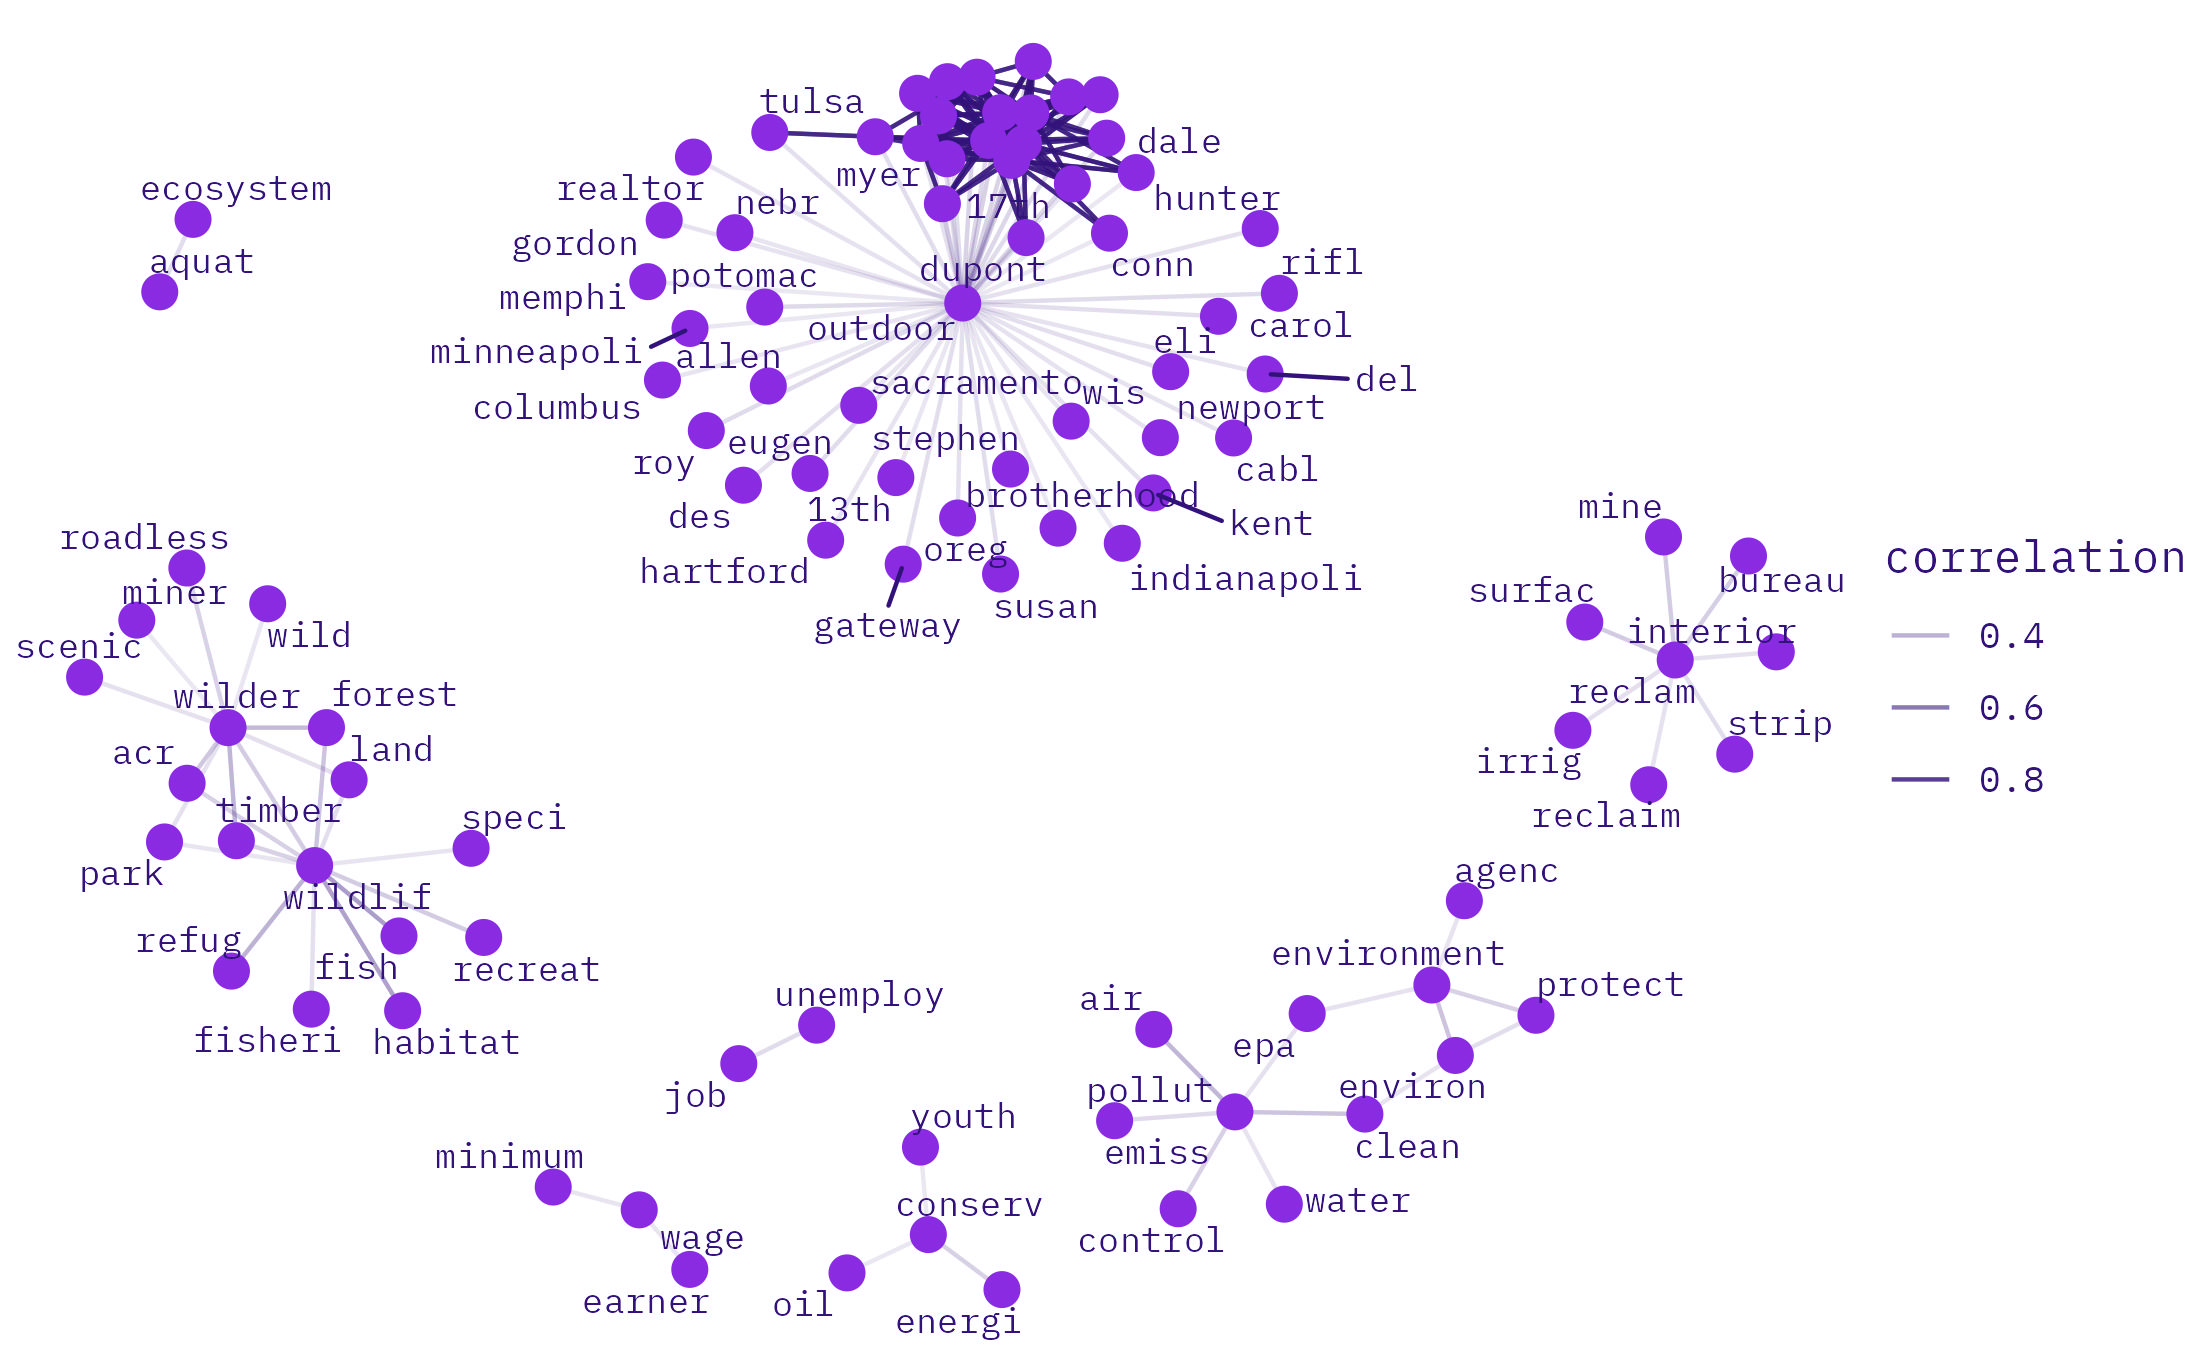 tulsa
dale
ecosystem
realtor
myer
nebr
17th
hunter
gordon
aquat
potomac
dupont
conn
rifl
memphi
outdoor
carol
minneapoli
allen
eli
sacramento
wis
del
columbus
newport
eugen
stephen
roy
cabl
brotherhood
13th
des
kent
mine
roadless
oreg
correlation
hartford
indianapoli
bureau
miner
surfac
susan
gateway
wild
interior
0.4
scenic
wilder
forest
reclam
0.6
acr
land
strip
irrig
0.8
timber
speci
reclaim
park
agenc
wildlif
refug
environment
fish
recreat
protect
unemploy
air
fisheri
habitat
epa
job
pollut
environ
youth
minimum
emiss
clean
conserv
water
wage
control
earner
oil
energi